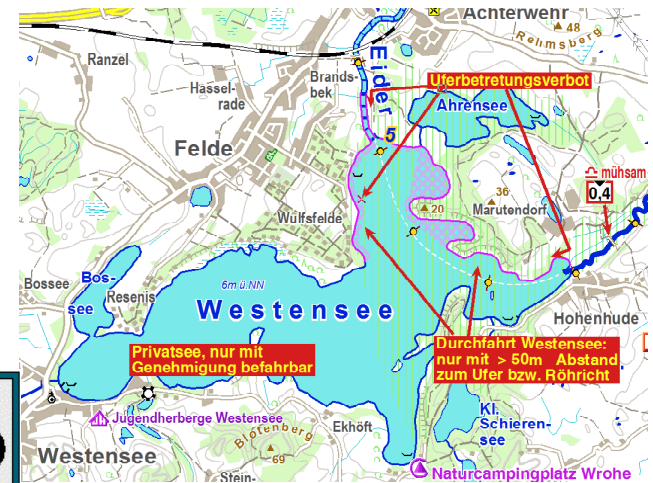 Achterwehr
48
Rehmsberg
Ranzel
Brands-
bek
Hassel-
rade
Eider
Uferbetretungsverbot
Ahrensee
5
Felde
mühsam
0,4
36
20
Marutendorf
Wulfsfelde
Bossee
Bos-
see
Resenis
6m ü.NN
Westensee
Hohenhude
Privatsee, nur mit
Genehmigung befahrbar
Durchfahrt Westensee:
nur mit > 50m Abstand
zum Ufer bzw. Röhricht
Jugendherberge Westensee
Kl.
Schieren-
see
Ekhöft
Blotenberg
69
Westensee
Stein-
Naturcampingplatz Wrohe